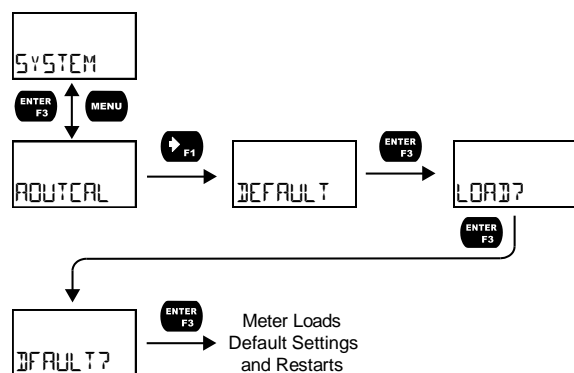 SYSTEM
ENTER
F3
MENU
AOUTCAL
F1
DEFAULT
ENTER
F3
LOAD?
ENTER
F3
DFAULT?
ENTER
F3
Meter Loads
Default Settings
and Restarts